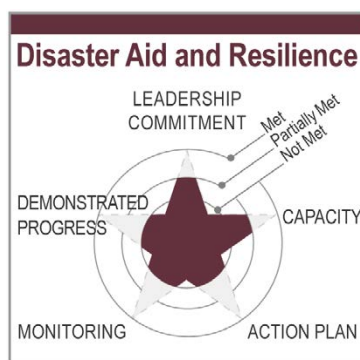 Disaster Aid and Resilience
LEADERSHIP
COMMITMENT
Met
Partially Met
Not Met
DEMONSTRATED
PROGRESS
CAPACITY
MONITORING
ACTION PLAN